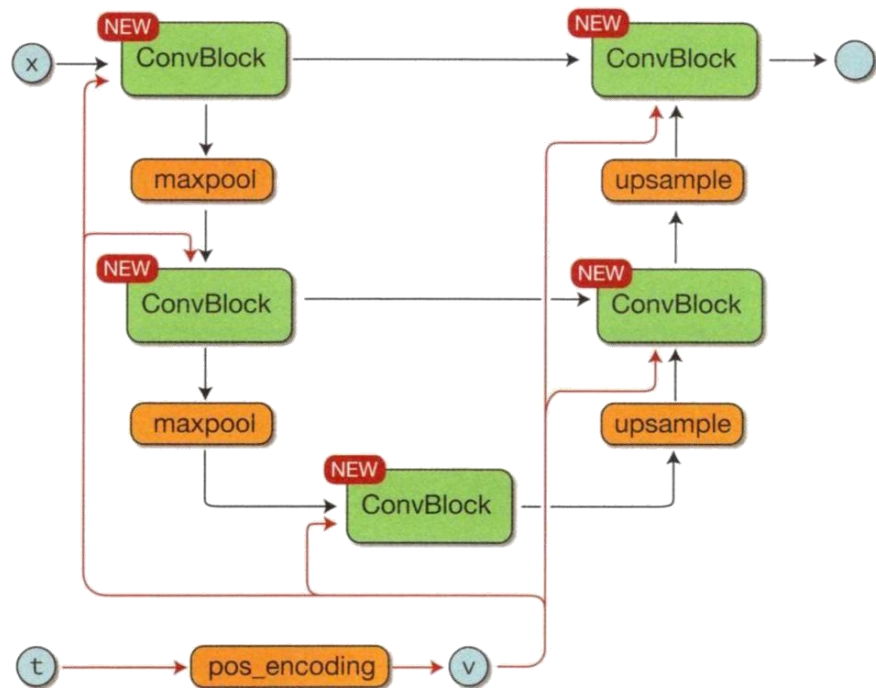 NEW
NEW
x
ConvBlock
ConvBlock
maxpool
upsample
NEW
NEW
ConvBlock
ConvBlock
maxpool
upsample
NEW
ConvBlock
t
pos_encoding
v